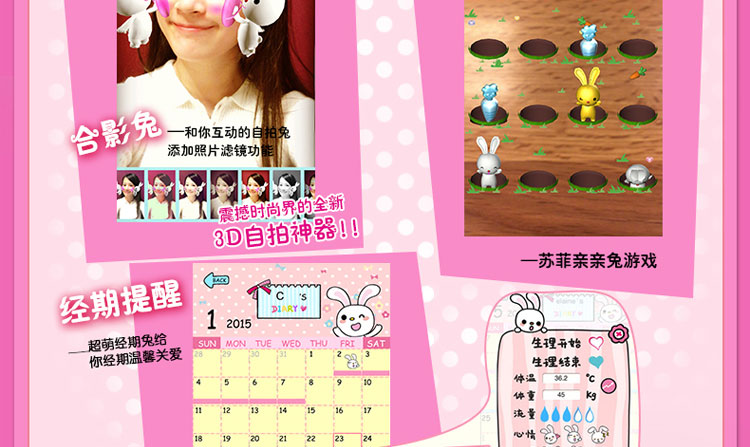 合影兔
—和你互动的自拍兔
添加照片滤镜功能
震撼时尚界的全新
3D自拍神器!!
—苏菲亲亲兔游戏
经期提醒
—超萌经期兔给
你经期温馨关爱
BACK
C 's
DIARY
1 2015
SUN MON TUE WED THU FRI SAT
28 29 30 31 1 2 3
4 5 6 7 8 9 10
11 12 13 14 15 16 17
18 19 20 21 22 23 24
生理开始
生理结束
体温 36.2 °C
体重 45 Kg
流量
心情